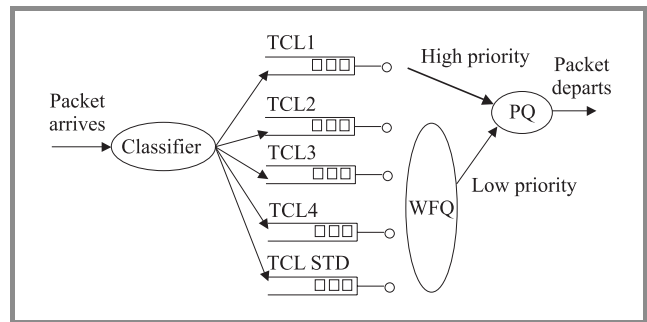 TCL1
High priority
Packet
departs
Packet
arrives
TCL2
PQ
Classifier
TCL3
Low priority
TCL4
WFQ
TCL STD